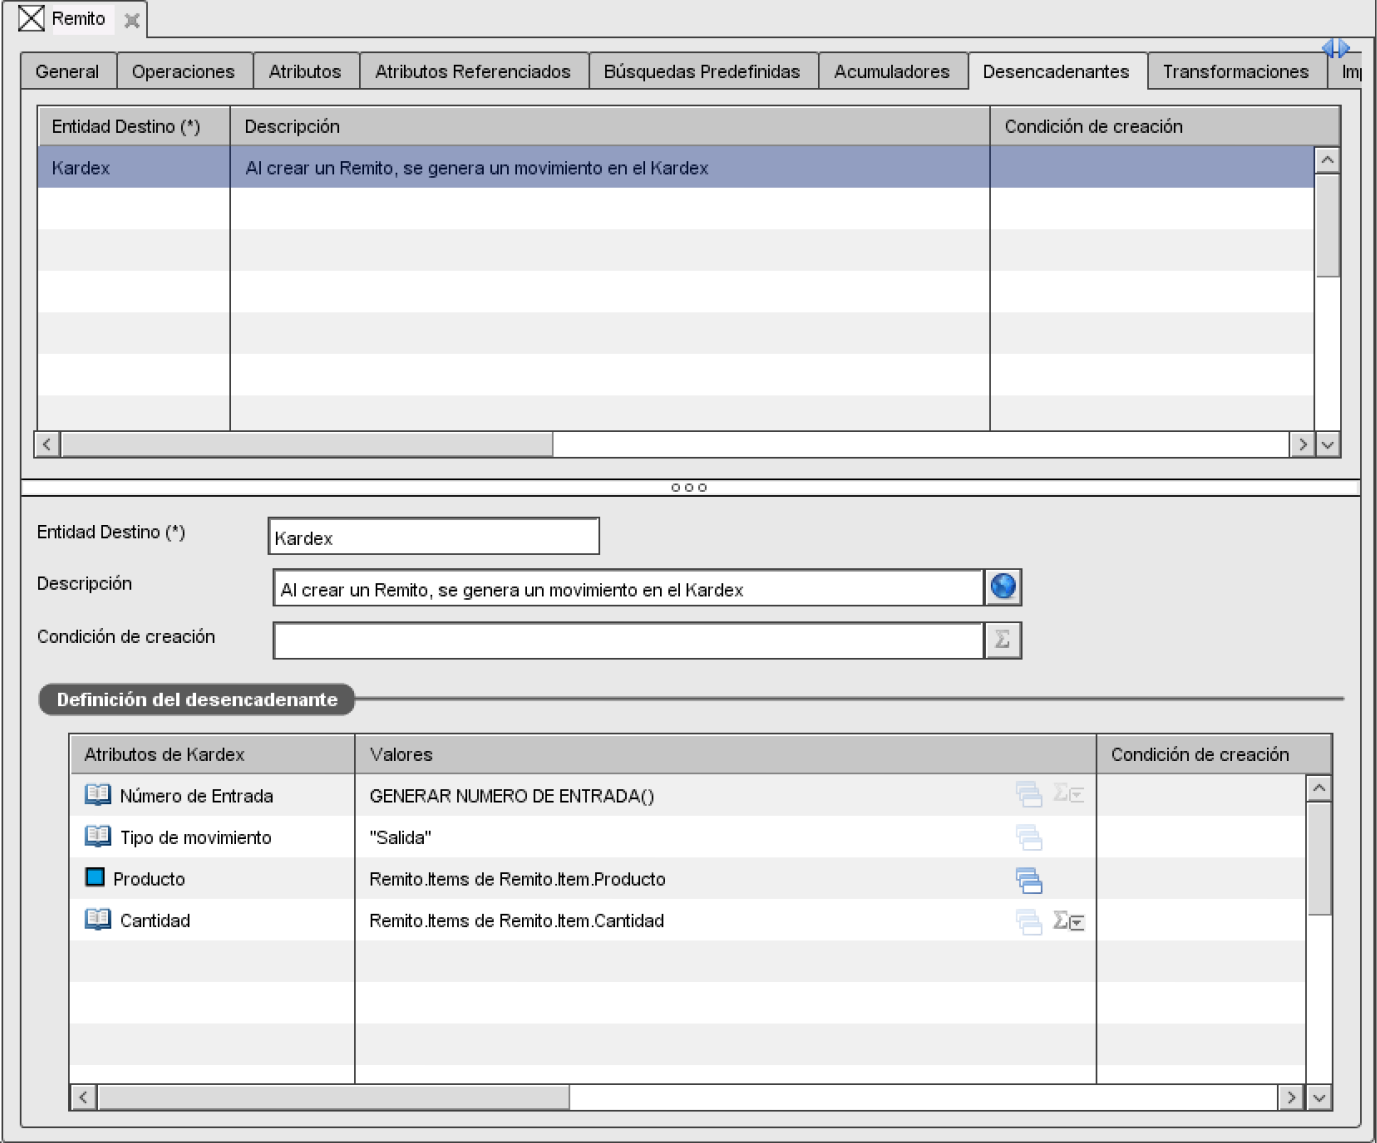 Remito
General Operaciones Atributos Atributos Referenciados Búsquedas Predefinidas Acumuladores Desencadenantes Transformaciones Imp
Entidad Destino (*) Descripción Condición de creación
Kardex Al crear un Remito, se genera un movimiento en el Kardex
Entidad Destino (*) Kardex
Descripción Al crear un Remito, se genera un movimiento en el Kardex
Condición de creación Σ
Definición del desencadenante
Atributos de Kardex Valores Condición de creación
Número de Entrada GENERAR NUMERO DE ENTRADA() Σ
Tipo de movimiento "Salida"
Producto Remito.Items de Remito.Item.Producto
Cantidad Remito.Items de Remito.Item.Cantidad Σ